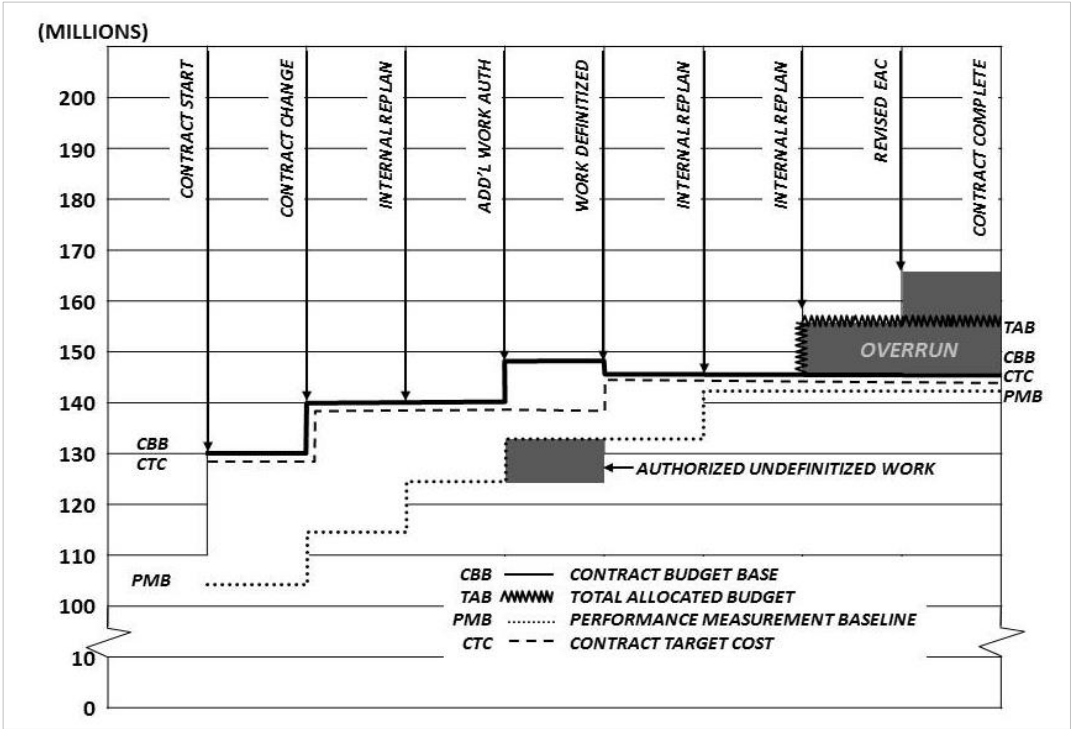 (MILLIONS)
CONTRACT START
CONTRACT CHANGE
INTERNAL REPLAN
ADD'L WORK AUTH
WORK DEFINITIZED
INTERNAL REPLAN
INTERNAL REPLAN
REVISED EAC
CONTRACT COMPLETE
200
190
180
170
160
150
140
130
120
110
100
10
0
TAB
OVERRUN
CBB
CTC
PMB
CBB
CTC
AUTHORIZED UNDEFINITIZED WORK
PMB
CBB CONTRACT BUDGET BASE
TAB TOTAL ALLOCATED BUDGET
PMB PERFORMANCE MEASUREMENT BASELINE
CTC CONTRACT TARGET COST